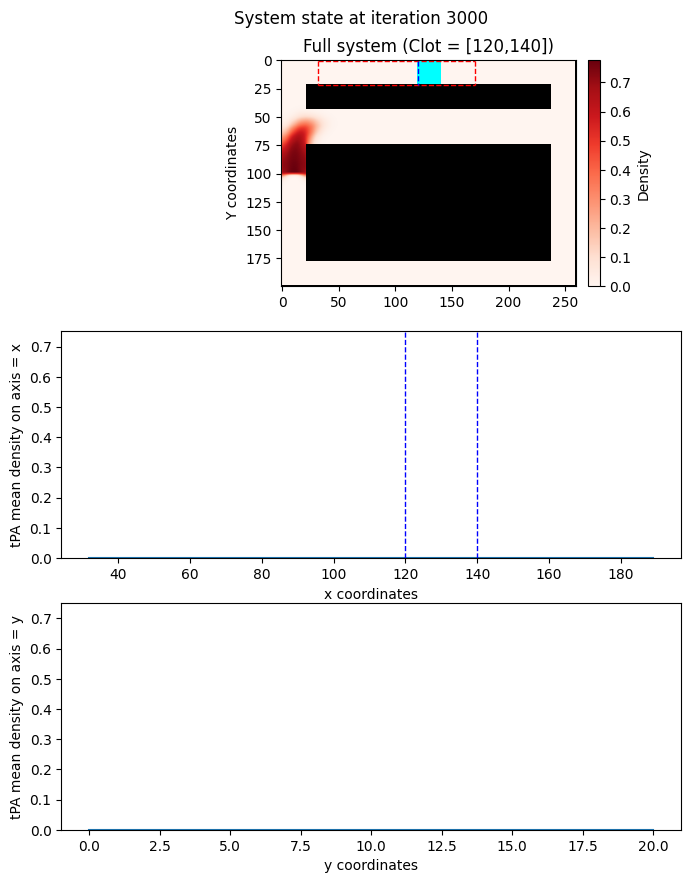 System state at iteration 3000
Full system (Clot = [120,140])
0
25
50
75
100
125
150
175
Y coordinates
0 50 100 150 200 250
0.7
0.6
0.5
0.4
0.3
0.2
0.1
0.0
Density
0.7
0.6
0.5
0.4
0.3
0.2
0.1
0.0
tPA mean density on axis = x
40 60 80 100 120 140 160 180
x coordinates
0.7
0.6
0.5
0.4
0.3
0.2
0.1
0.0
tPA mean density on axis = y
0.0 2.5 5.0 7.5 10.0 12.5 15.0 17.5 20.0
y coordinates